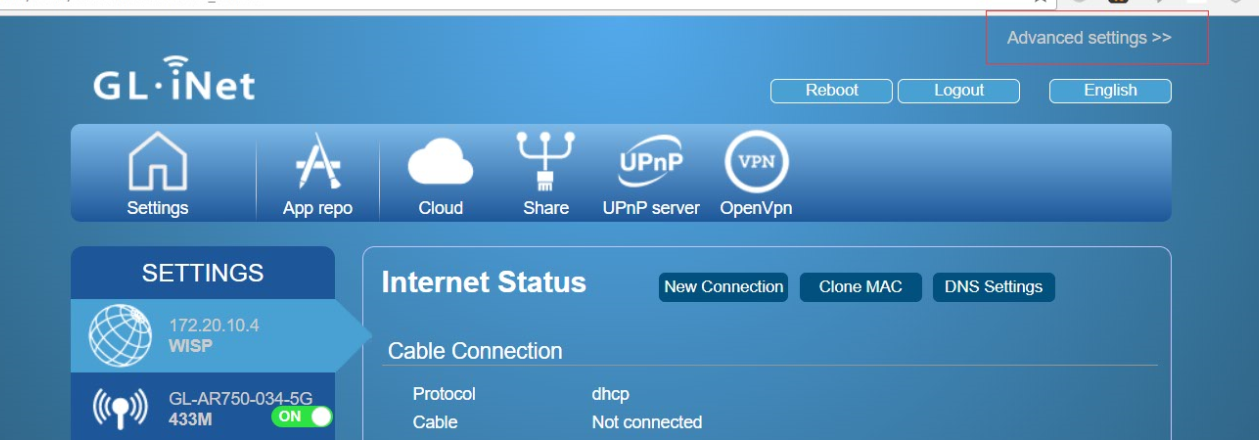 Advanced settings >>
GL·iNet
Reboot Logout English
UPnP VPN
Settings App repo Cloud Share UPnP server OpenVpn
SETTINGS
Internet Status New Connection Clone MAC DNS Settings
172.20.10.4
WISP
Cable Connection
GL-AR750-034-5G
433M ON
Protocol dhcp
Cable Not connected